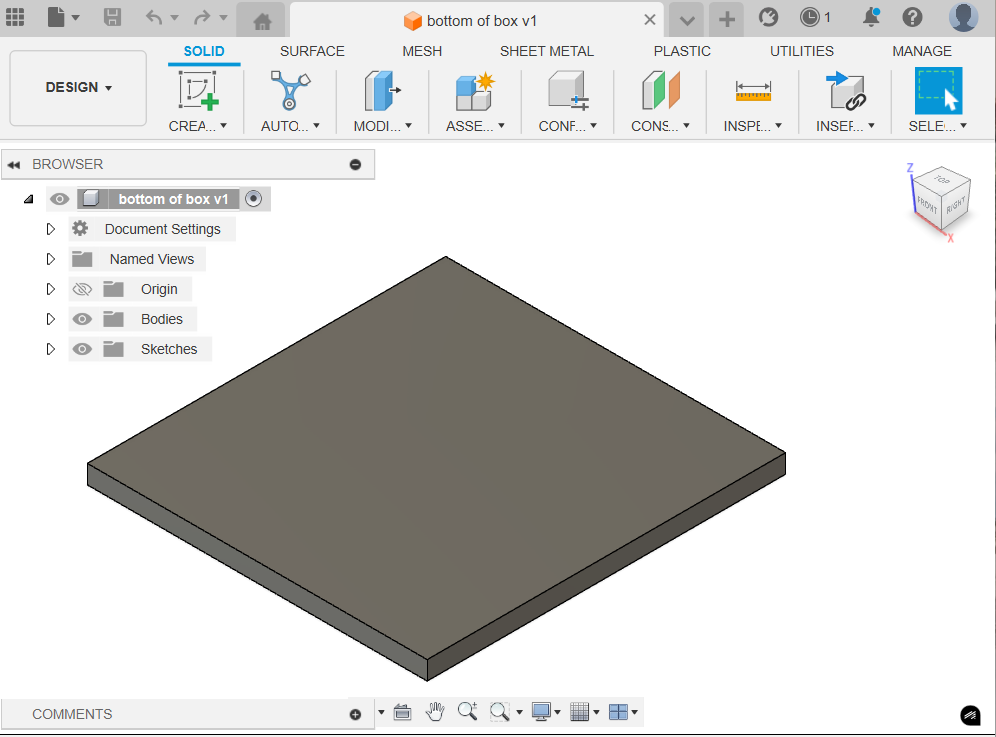 bottom of box v1
1
DESIGN
SOLID
SURFACE
MESH
SHEET METAL
PLASTIC
UTILITIES
MANAGE
CREA...
AUTO...
MODI...
ASSE...
CONF...
CONS...
INSPE...
INSEF...
SELE...
BROWSER
bottom of box v1
Document Settings
Named Views
Origin
Bodies
Sketches
Z
TOP
FRONT
RIGHT
X
COMMENTS